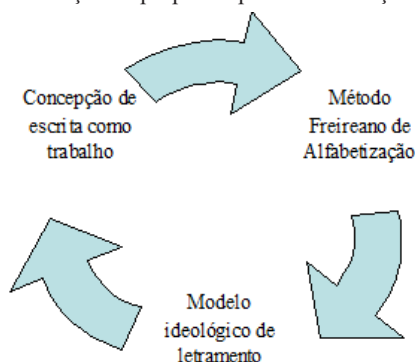 Concepção de
escrita como
trabalho
Método
Freireano de
Alfabetização
Modelo
ideológico de
letramento